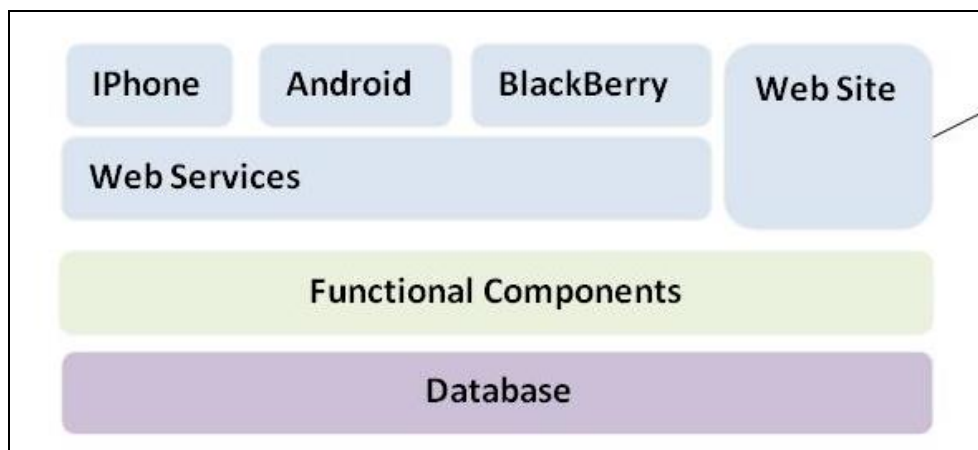 IPhone Android BlackBerry Web Site
Web Services
Functional Components
Database